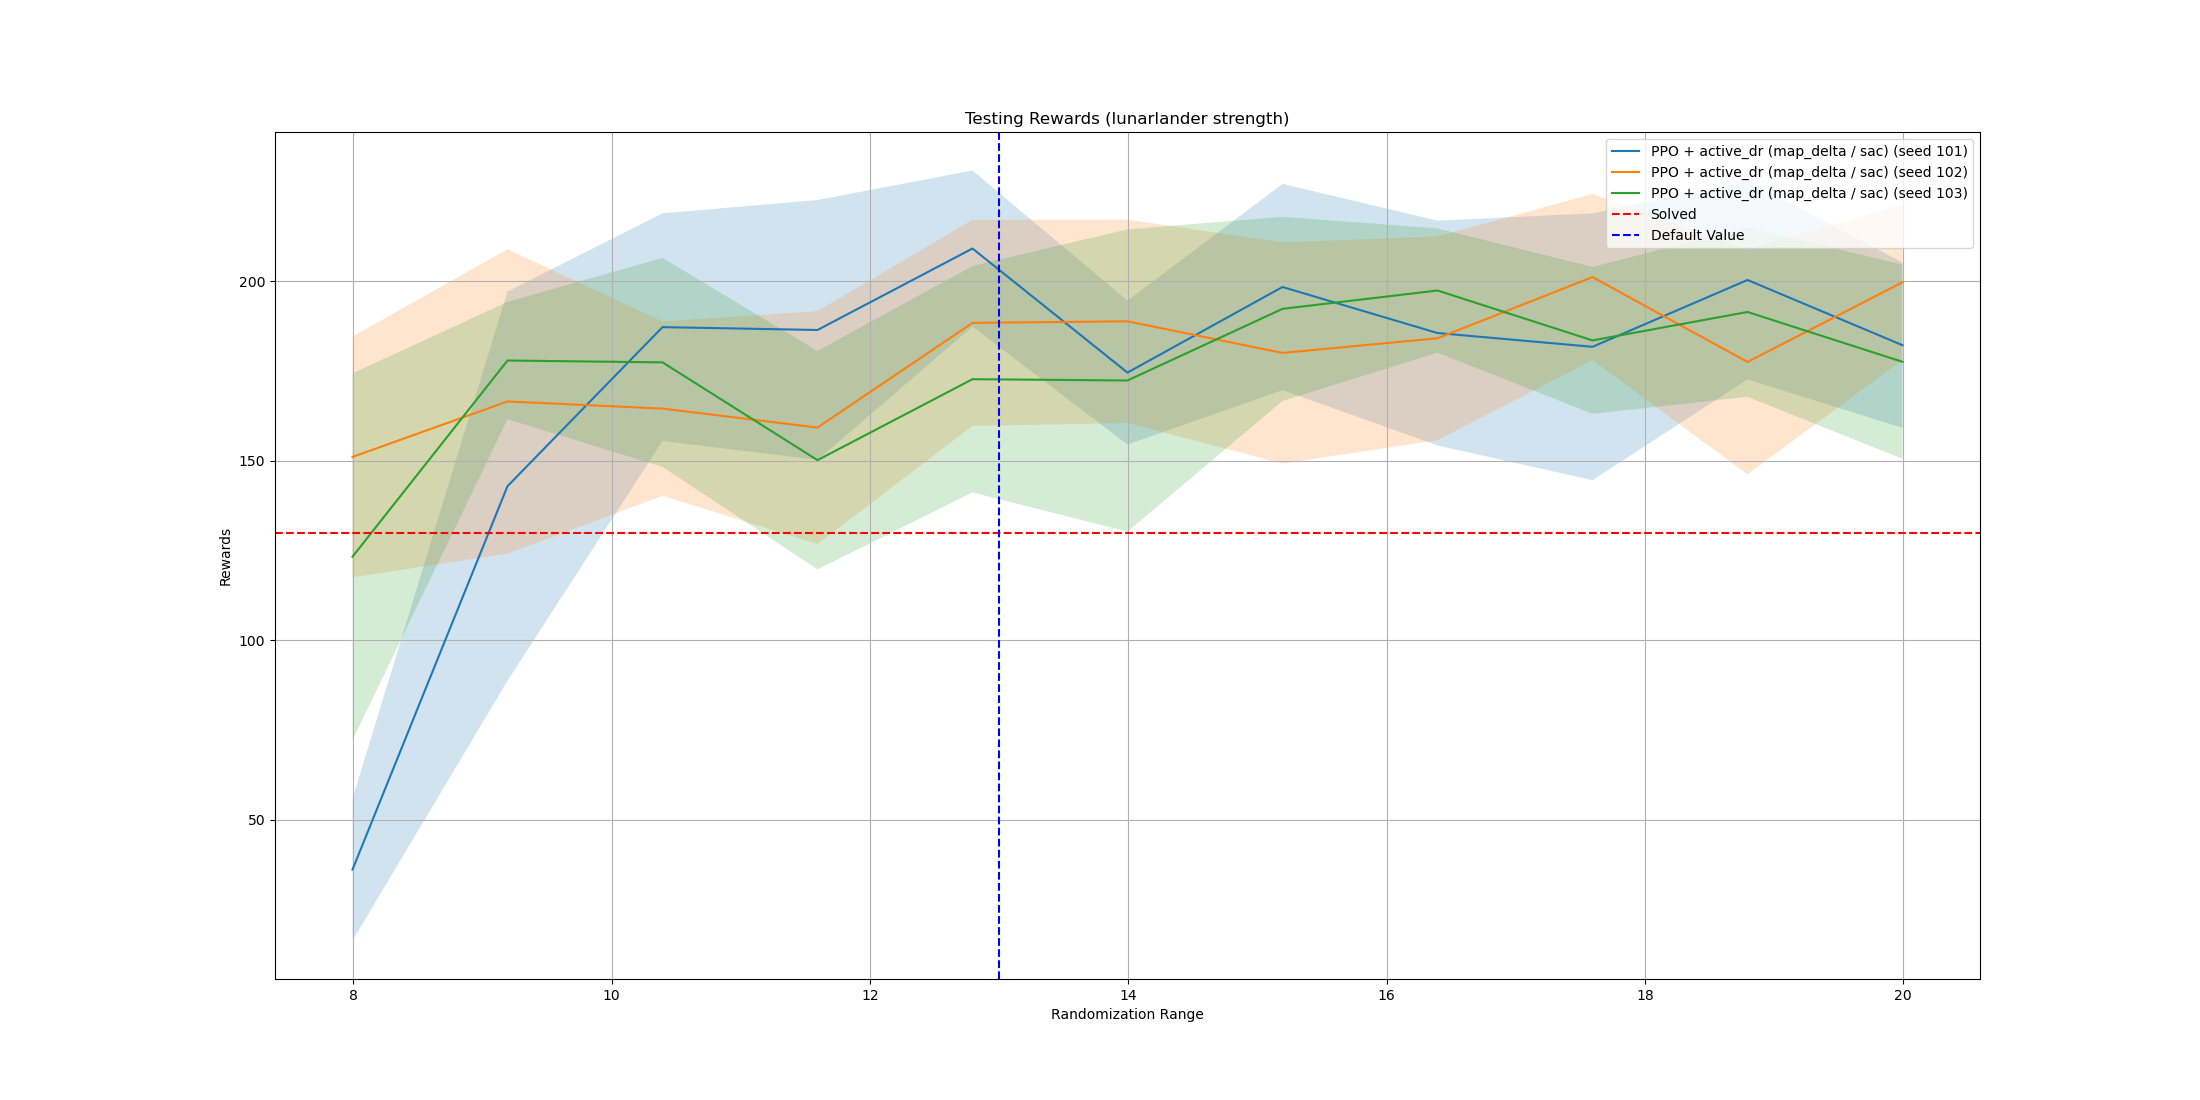 Testing Rewards (lunarlander strength)
PPO + active_dr (map_delta / sac) (seed 101)
PPO + active_dr (map_delta / sac) (seed 102)
PPO + active_dr (map_delta / sac) (seed 103)
Solved
Default Value
200
150
100
50
Rewards
8 10 12 14 16 18 20
Randomization Range